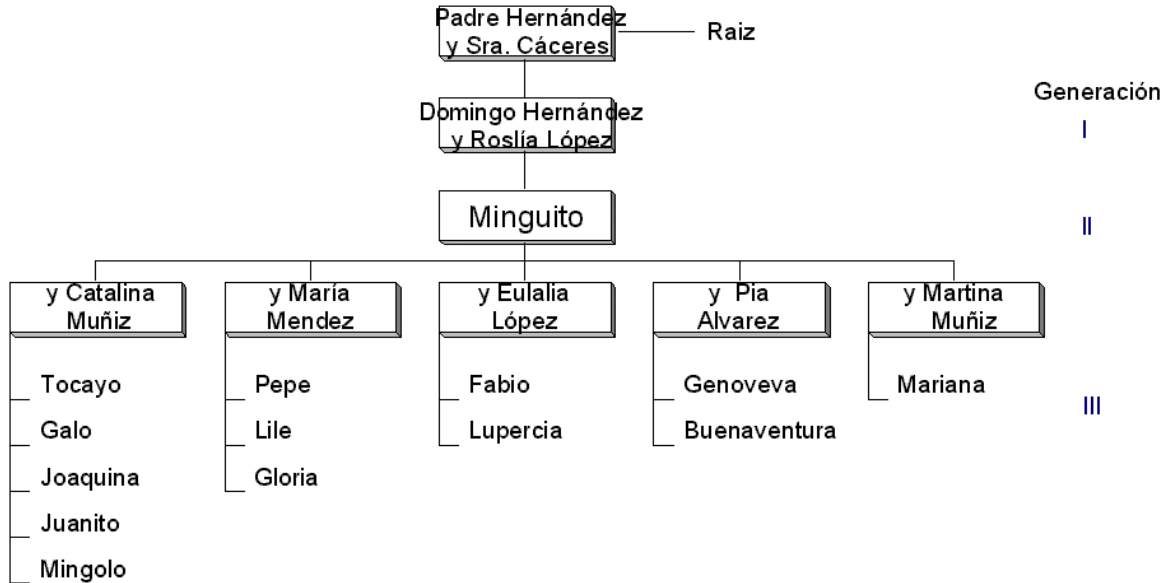 Padre Hernández
y Sra. Cáceres
Raiz
Generación
Domingo Hernández
y Roslía López
I
Minguito
II
y Catalina
Muñiz
y María
Mendez
y Eulalia
López
y Pia
Alvarez
y Martina
Muñiz
Tocayo
Pepe
Fabio
Genoveva
Mariana
III
Galo
Lile
Lupercia
Buenaventura
Joaquina
Gloria
Juanito
Mingolo